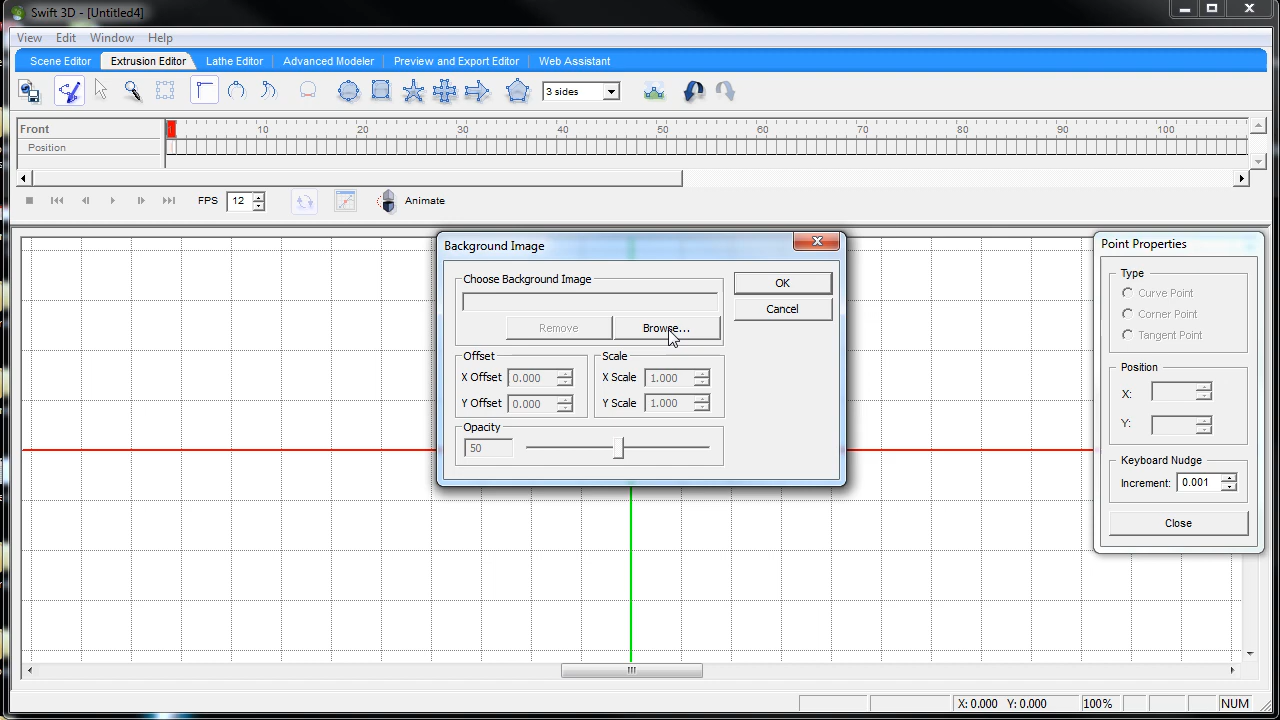 Swift 3D - [Untitled4]
View Edit Window Help
Scene Editor Extrusion Editor Lathe Editor Advanced Modeler Preview and Export Editor Web Assistant
3 sides
Front 10 20 30 40 50 60 70 80 90 100
Position
FPS 12 Animate
Background Image
Choose Background Image
OK
Cancel
Remove Browse...
Offset Scale
X Offset 0.000 X Scale 1.000
Y Offset 0.000 Y Scale 1.000
Opacity
50
Point Properties
Type
Curve Point
Corner Point
Tangent Point
Position
X:
Y:
Keyboard Nudge
Increment: 0.001
Close
X: 0.000 Y: 0.000 100% NUM